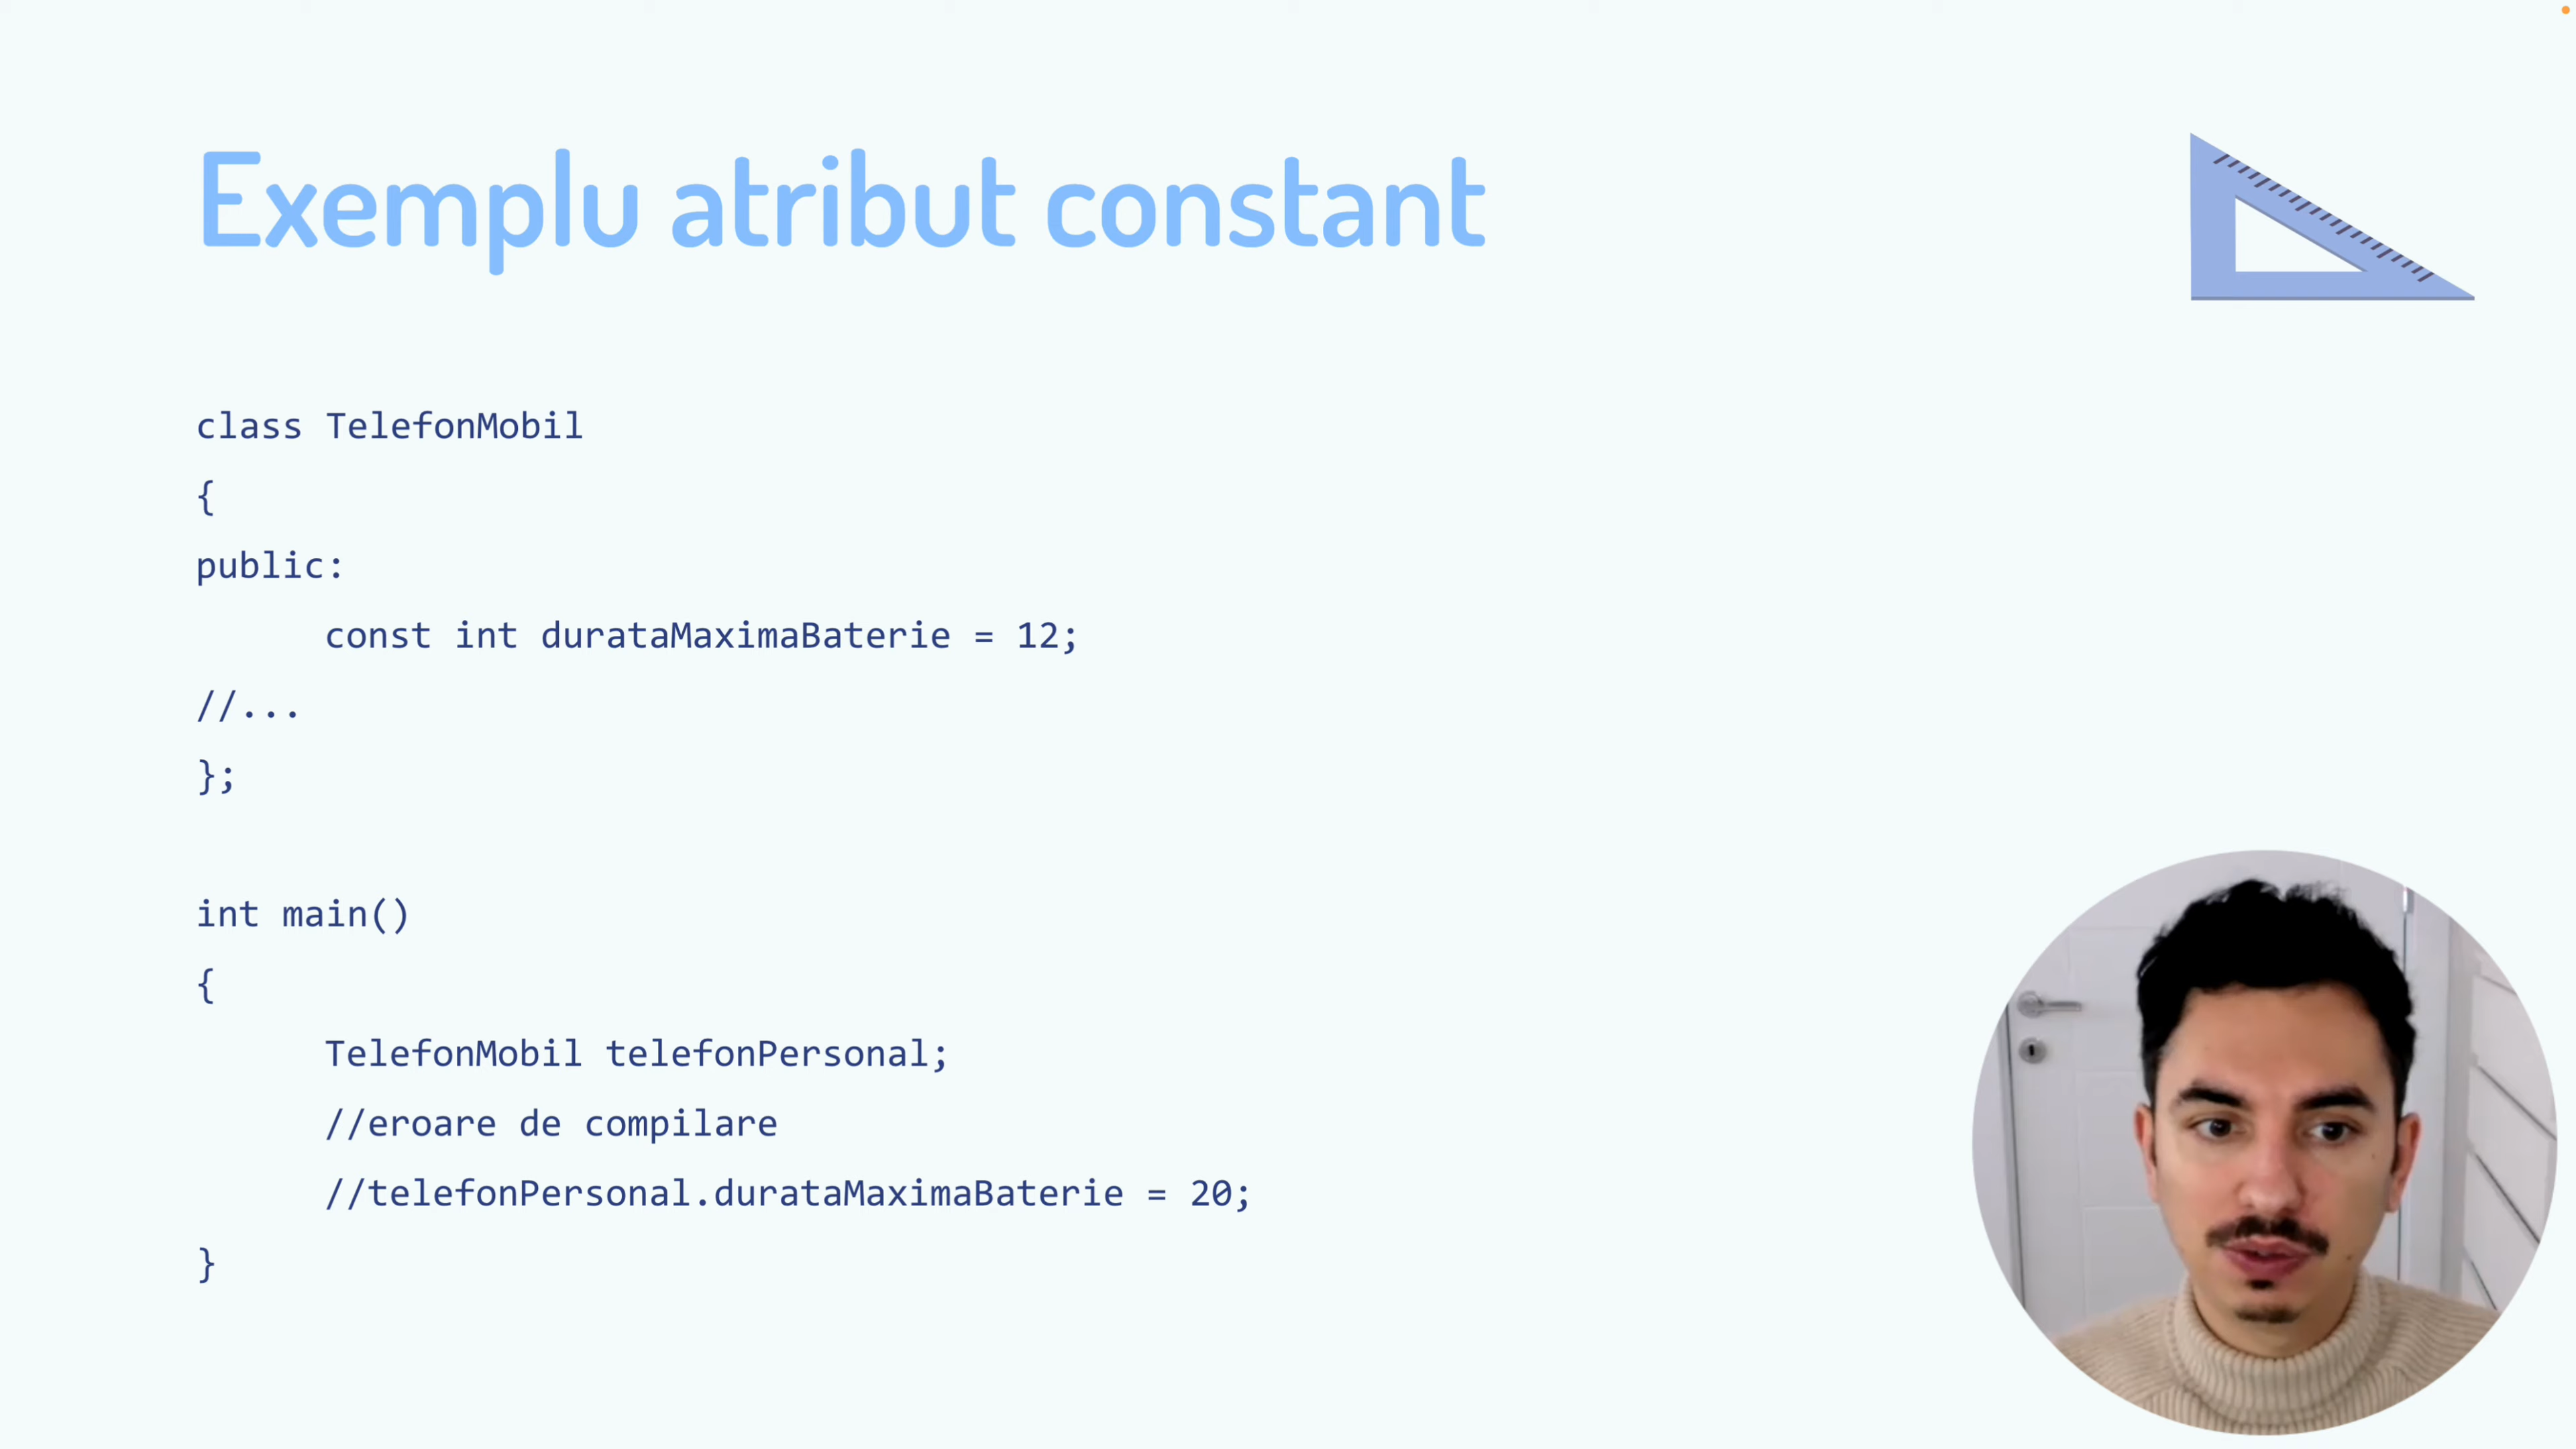 Exemplu atribut constant
class TelefonMobil
{
public:
const int durataMaximaBaterie = 12;
//...
};
int main()
{
TelefonMobil telefonPersonal;
//eroare de compilare
//telefonPersonal.durataMaximaBaterie = 20;
}